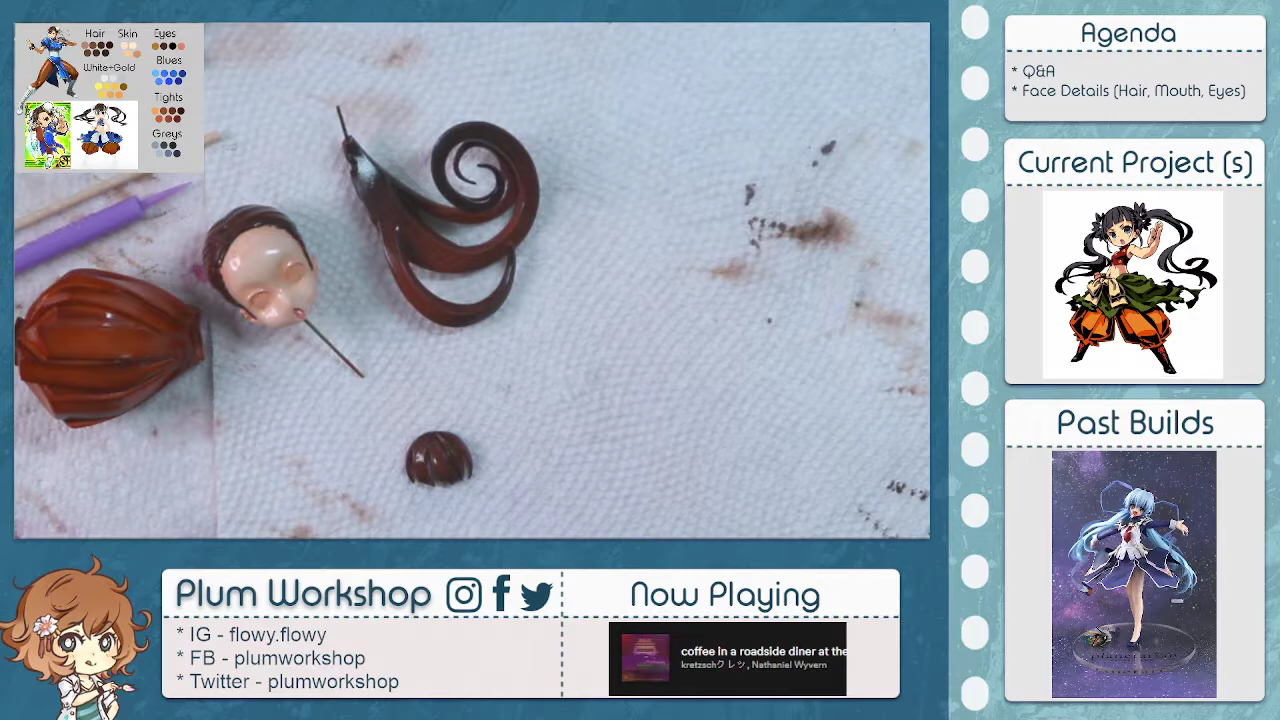 Hair Skin Eyes
White+Gold
Blues
Tights
Greys
Agenda
* Q&A
* Face Details (Hair, Mouth, Eyes)
Current Project (s)
Past Builds
Plum Workshop
* IG - flowy.flowy
* FB - plumworkshop
* Twitter - plumworkshop
Now Playing
coffee in a roadside diner at the
kretzschクレッ, Nathaniel Wyvern